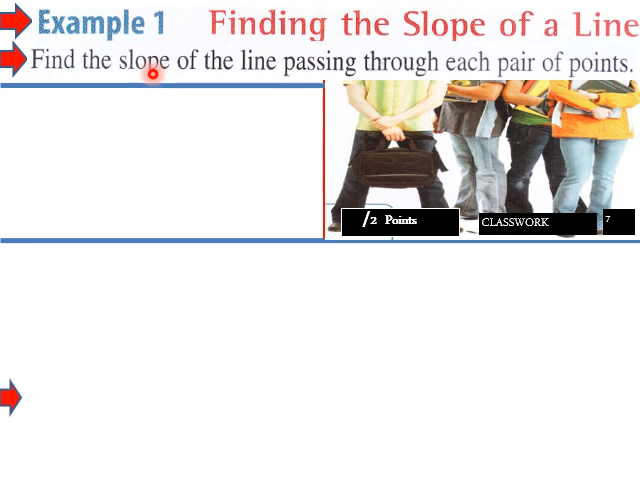 Example 1 Finding the Slope of a Line
Find the slope of the line passing through each pair of points.
/2 Points CLASSWORK 7